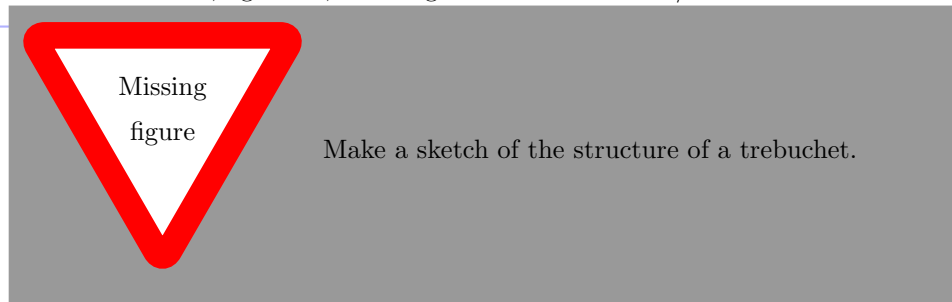 Missing
figure
Make a sketch of the structure of a trebuchet.